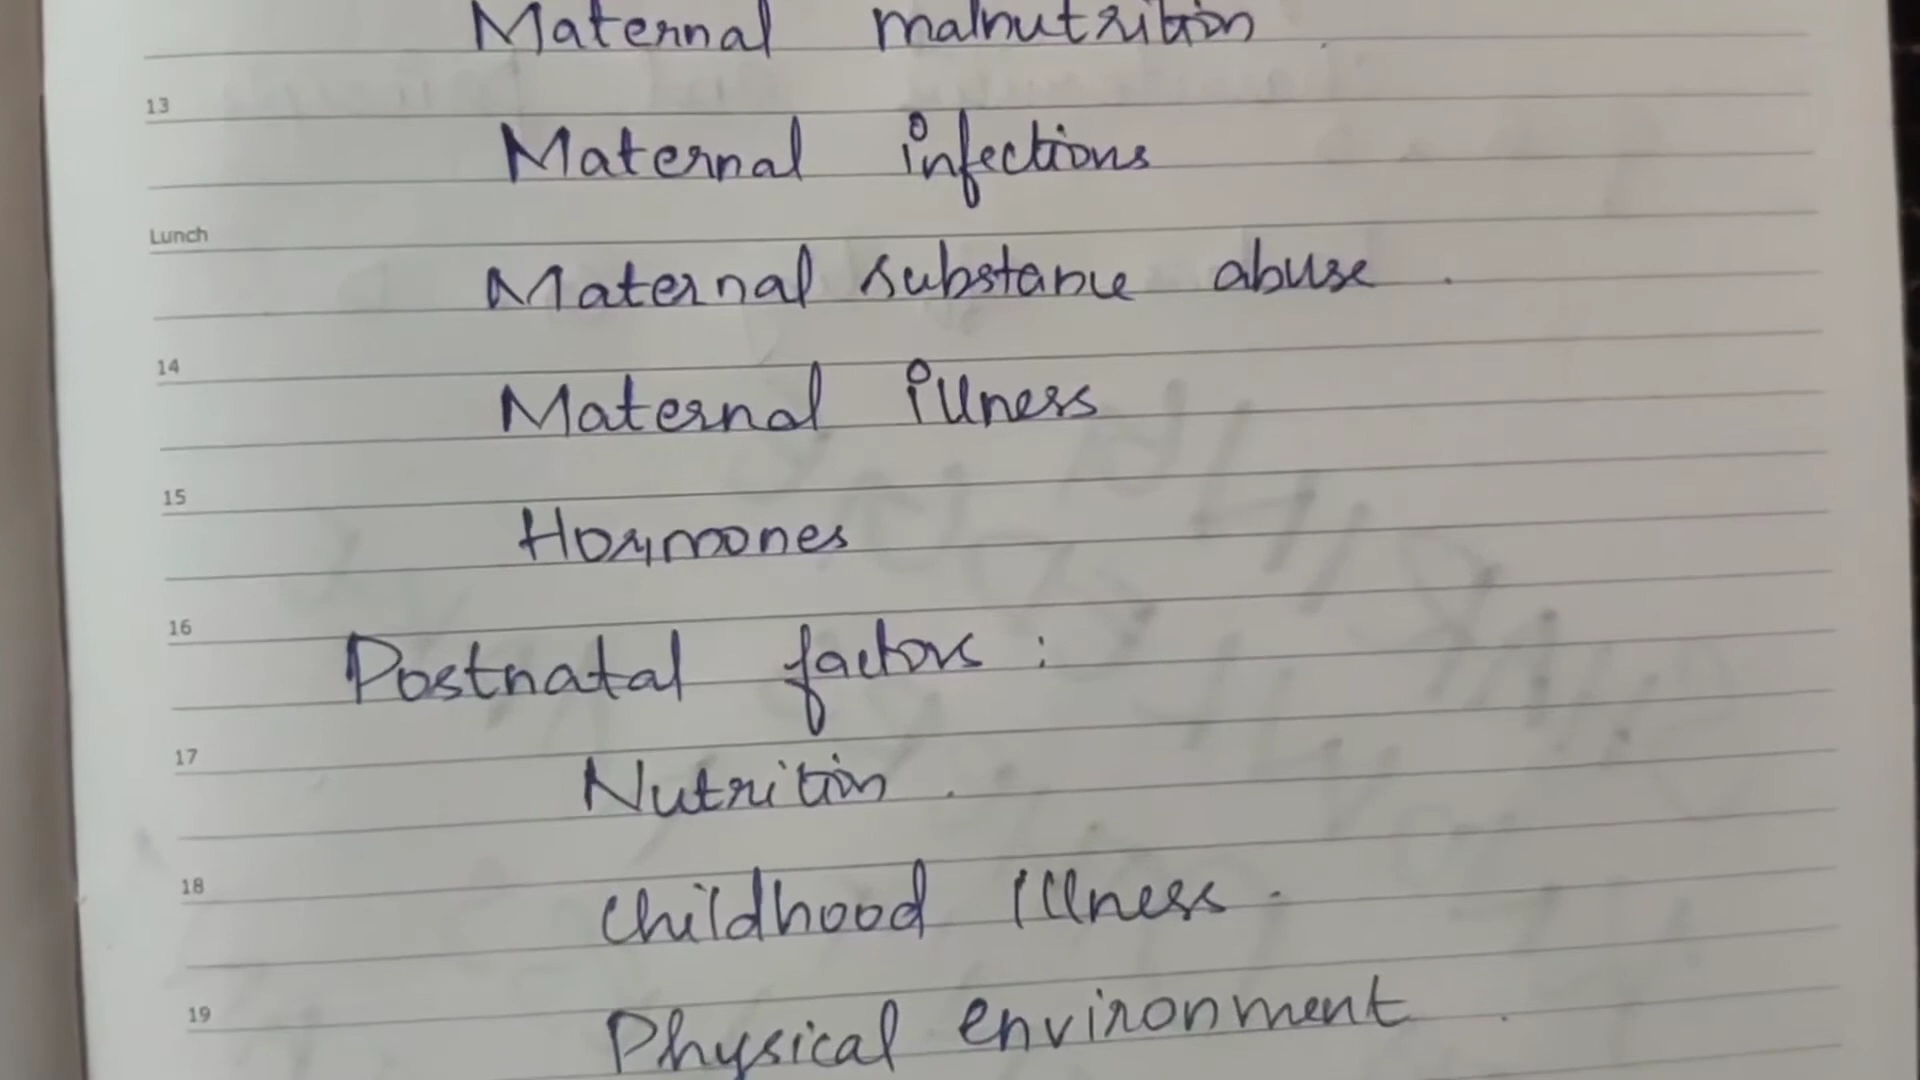 Maternal malnutrition
13
Maternal infections
Lunch
Maternal substance abuse.
14
Maternal illness
15
Hormones
16
Postnatal factors :
17
Nutrition.
18
Childhood illness.
19
Physical environment.